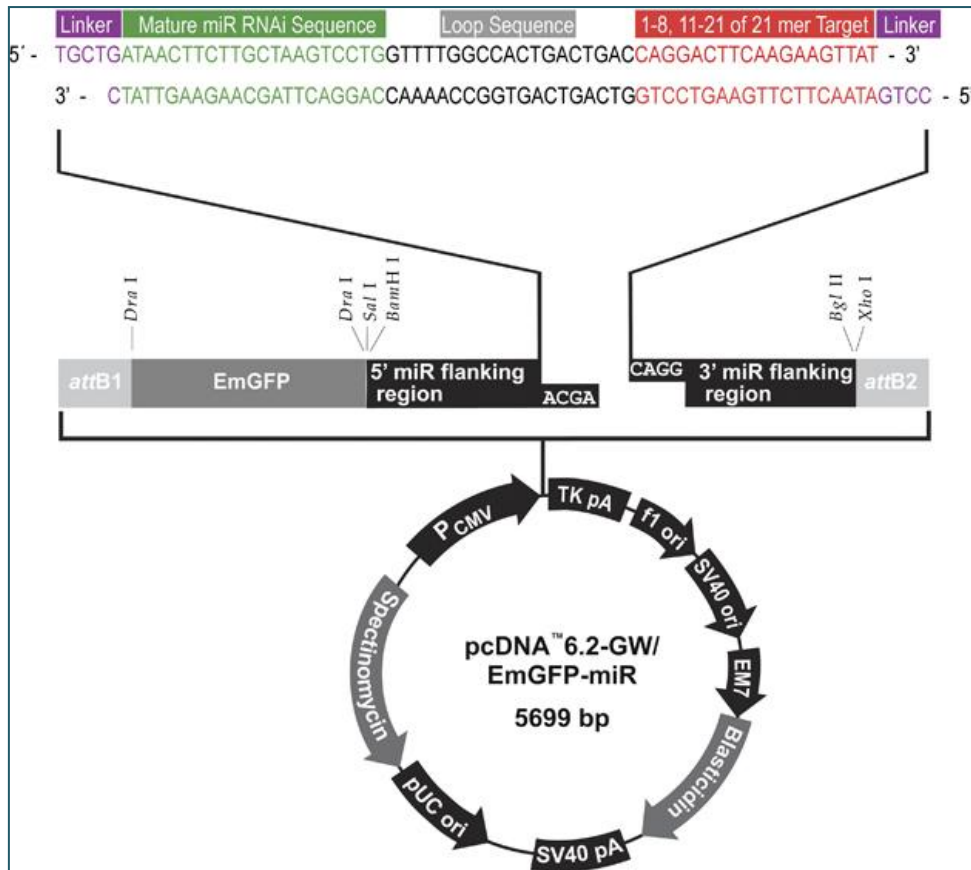 Linker Mature miR RNAi Sequence Loop Sequence 1-8, 11-21 of 21 mer Target Linker
5´ - TGCTGATAACTTCTTGCTAAGTCCTGGTTTTGGCCACTGACTGACCAGGACTTCAAGAAGTTAT - 3'
3' - CTATTGAAGAACGATTCAGGACCAAAACCGGTGACTGACTGGTCCTGAAGTTCTTCAATAGTCC - 5'
Dra I
Dra I
Sal I
BamH I
Bgl II
Xho I
attB1
EmGFP
5' miR flanking
region
ACGA
CAGG
3' miR flanking
region
attB2
PCMV
TK pA
f1 ori
SV40 ori
EM7
Blasticidin
SV40 pA
pUC ori
Spectinomycin
pcDNA™6.2-GW/
EmGFP-miR
5699 bp